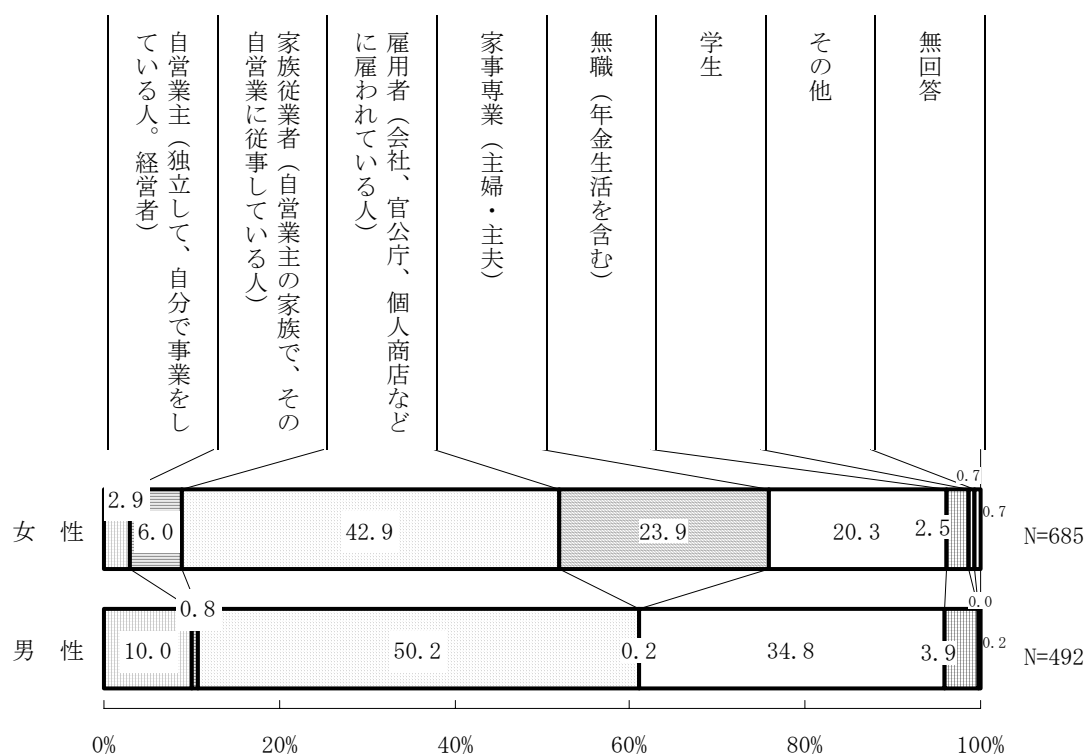 自営業主（独立して、自分で事業をし
ている人。経営者）
家族従業者（自営業主の家族で、その
自営業に従事している人）
雇用者（会社、官公庁、個人商店など
に雇われている人）
家事専業（主婦・主夫）
無職（年金生活を含む）
学生
その他
無回答
女性
2.9
6.0
42.9
23.9
20.3
2.5
0.7
0.7
N=685
男性
10.0
0.8
50.2
0.2
34.8
3.9
0.0
0.2
N=492
0%
20%
40%
60%
80%
100%